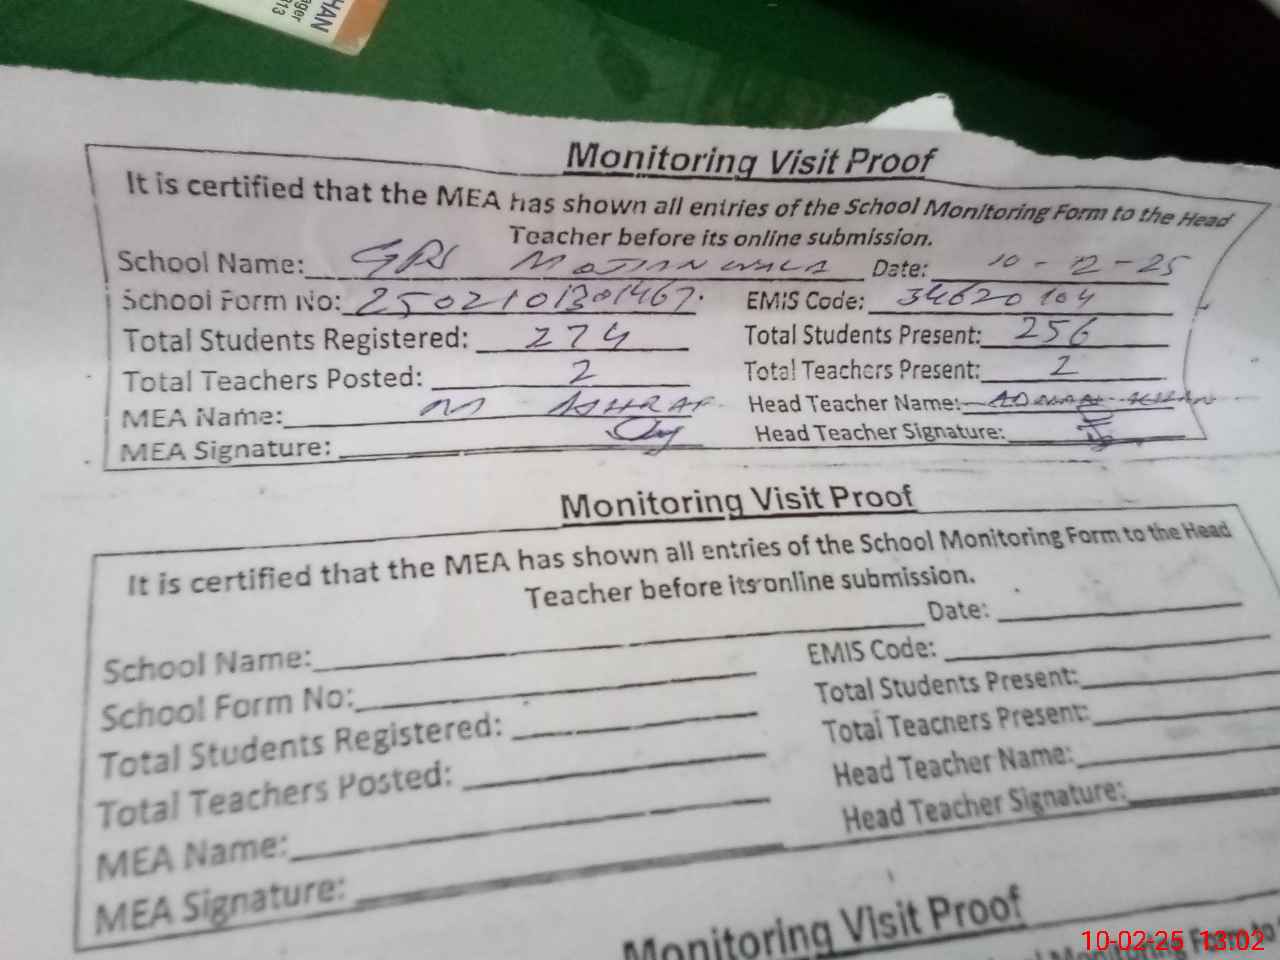 HAN
ager
313
Monitoring Visit Proof
It is certified that the MEA has shown all entries of the School Monitoring Form to the Head
Teacher before its online submission.
School Name: Date: 10-12-25
School Form No: 2502101301467. EMIS Code: 34620104
Total Students Registered: 274 Total Students Present: 256
Total Teachers Posted: 2 Total Teachers Present: 2
MEA Name: M ASHRAF Head Teacher Name: ADNAN KHAN
MEA Signature: Head Teacher Signature:
Monitoring Visit Proof
It is certified that the MEA has shown all entries of the School Monitoring Form to the Head
Teacher before its online submission.
School Name: Date:
School Form No: EMIS Code:
Total Students Registered: Total Students Present:
Total Teachers Posted: Total Teachers Present:
MEA Name: Head Teacher Name:
MEA Signature: Head Teacher Signature:
Monitoring Visit Proof
10-02-25 13:02